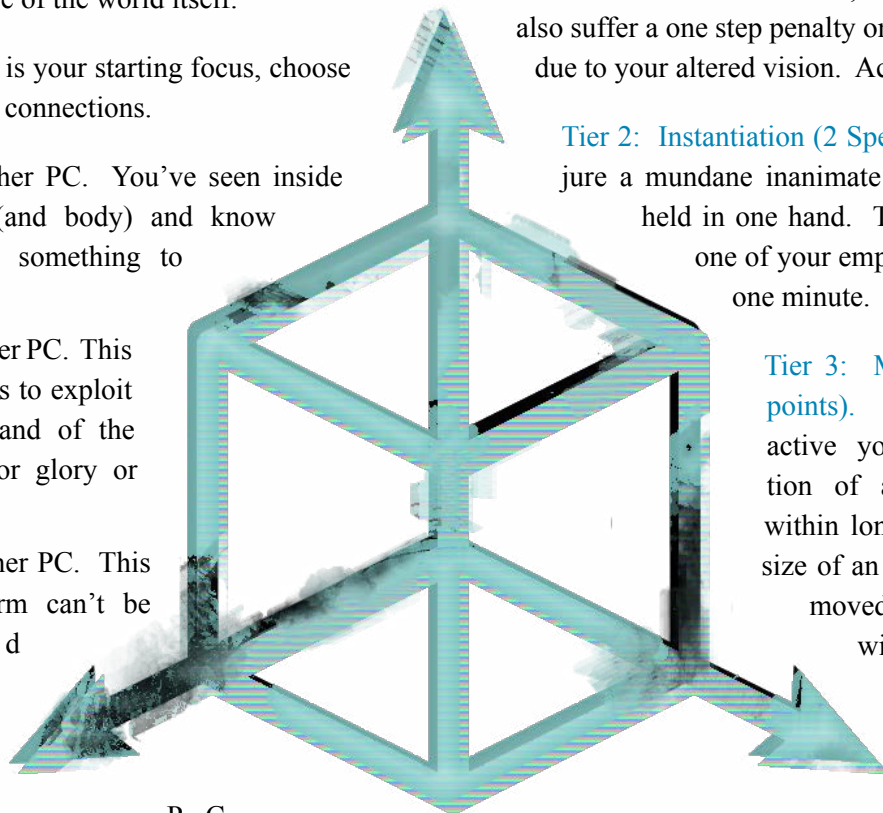 e of the world itself.
is your starting focus, choose
connections.
her PC. You've seen inside
(and body) and know
something to
er PC. This
s to exploit
and of the
or glory or
her PC. This
rm can't be
d
also suffer a one step penalty or
due to your altered vision. Ac
Tier 2: Instantiation (2 Spe
jure a mundane inanimate
held in one hand. T
one of your emp
one minute.
Tier 3: M
points).
active yo
tion of a
within lon
size of an
moved
wi